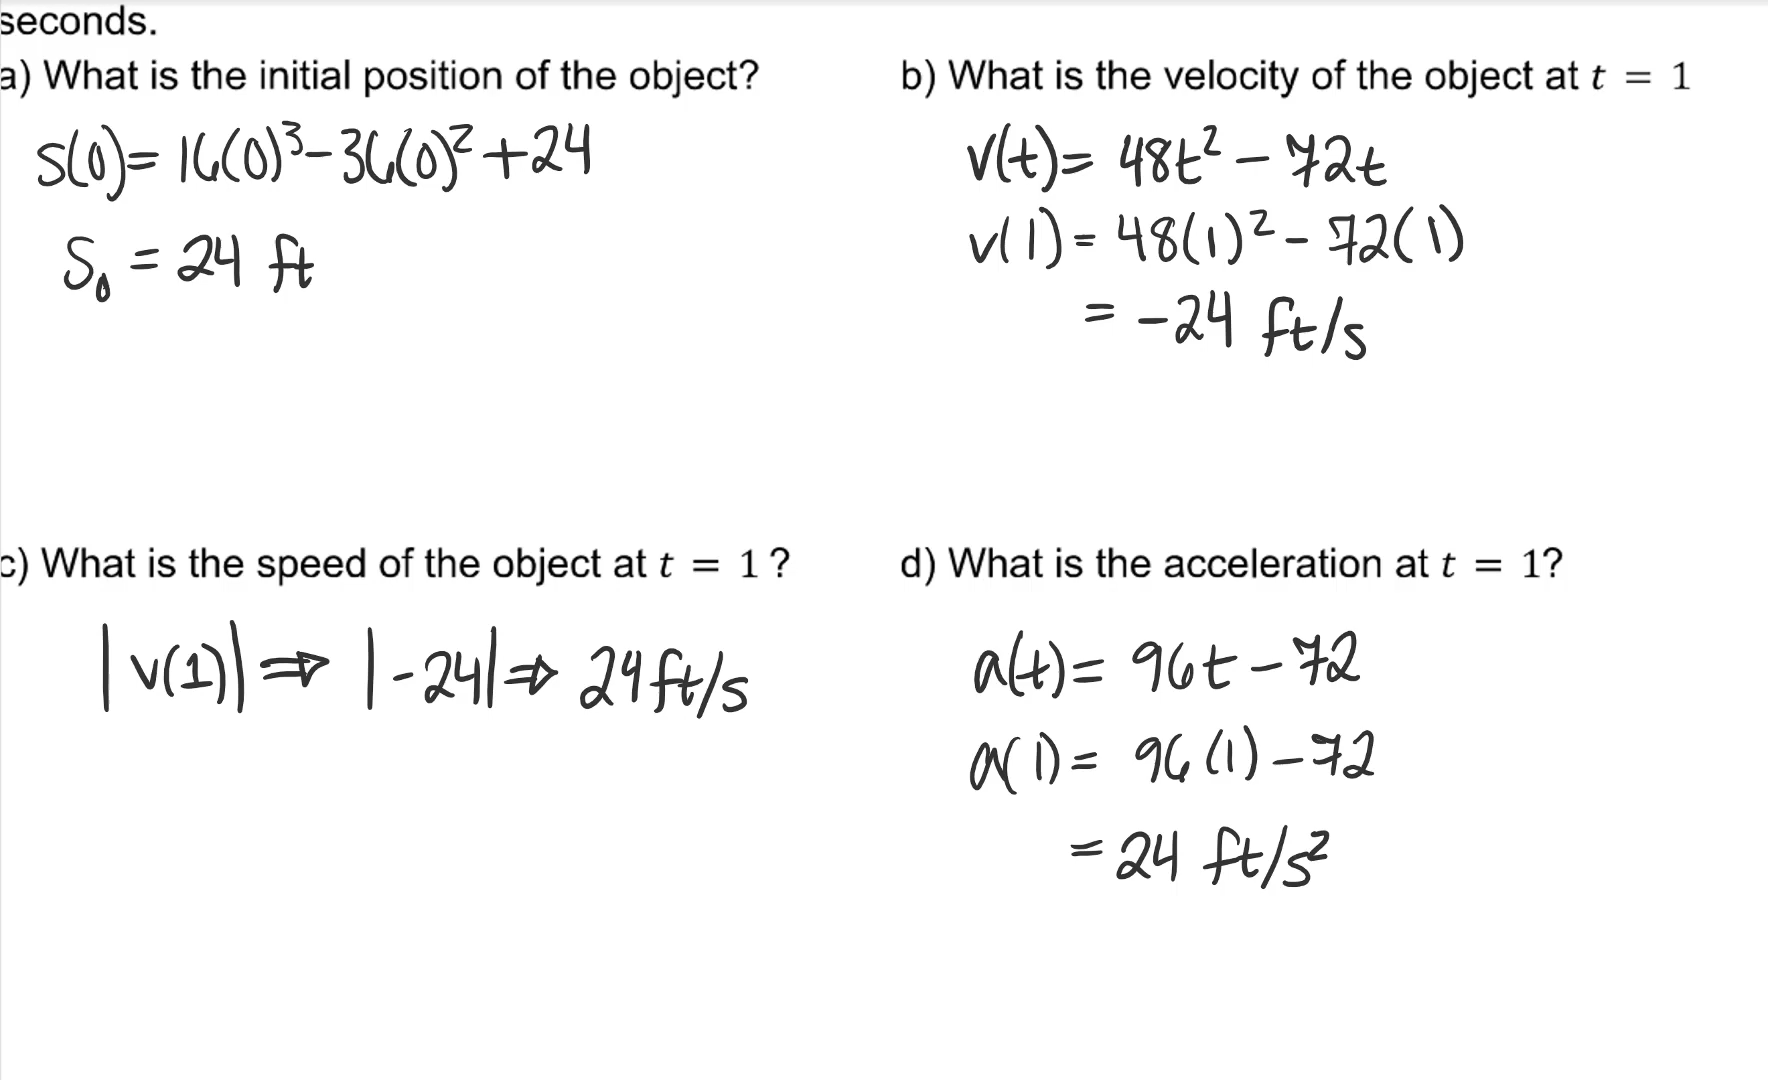 seconds.
a) What is the initial position of the object?
s(0)= 16(0)³-36(0)²+24
S₀ = 24 ft
b) What is the velocity of the object at t = 1
v(t)= 48t² - 72t
v(1)= 48(1)² - 72(1)
= -24 ft/s
c) What is the speed of the object at t = 1?
|v(1)| ⇒ |-24| ⇒ 24 ft/s
d) What is the acceleration at t = 1?
a(t)= 96t - 72
a(1)= 96(1) - 72
= 24 ft/s²